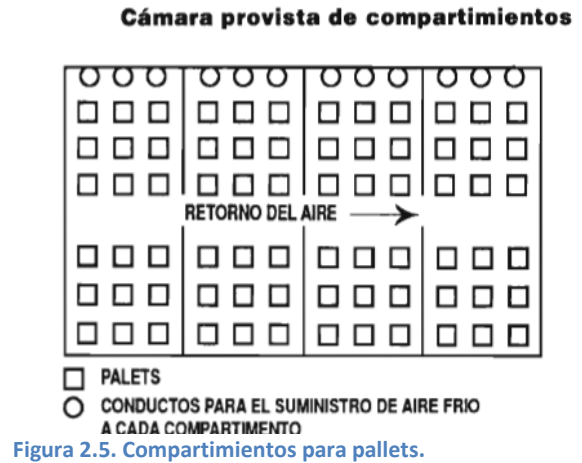 Cámara provista de compartimientos
RETORNO DEL AIRE
PALETS
CONDUCTOS PARA EL SUMINISTRO DE AIRE FRIO
A CADA COMPARTIMENTO
Figura 2.5. Compartimientos para pallets.